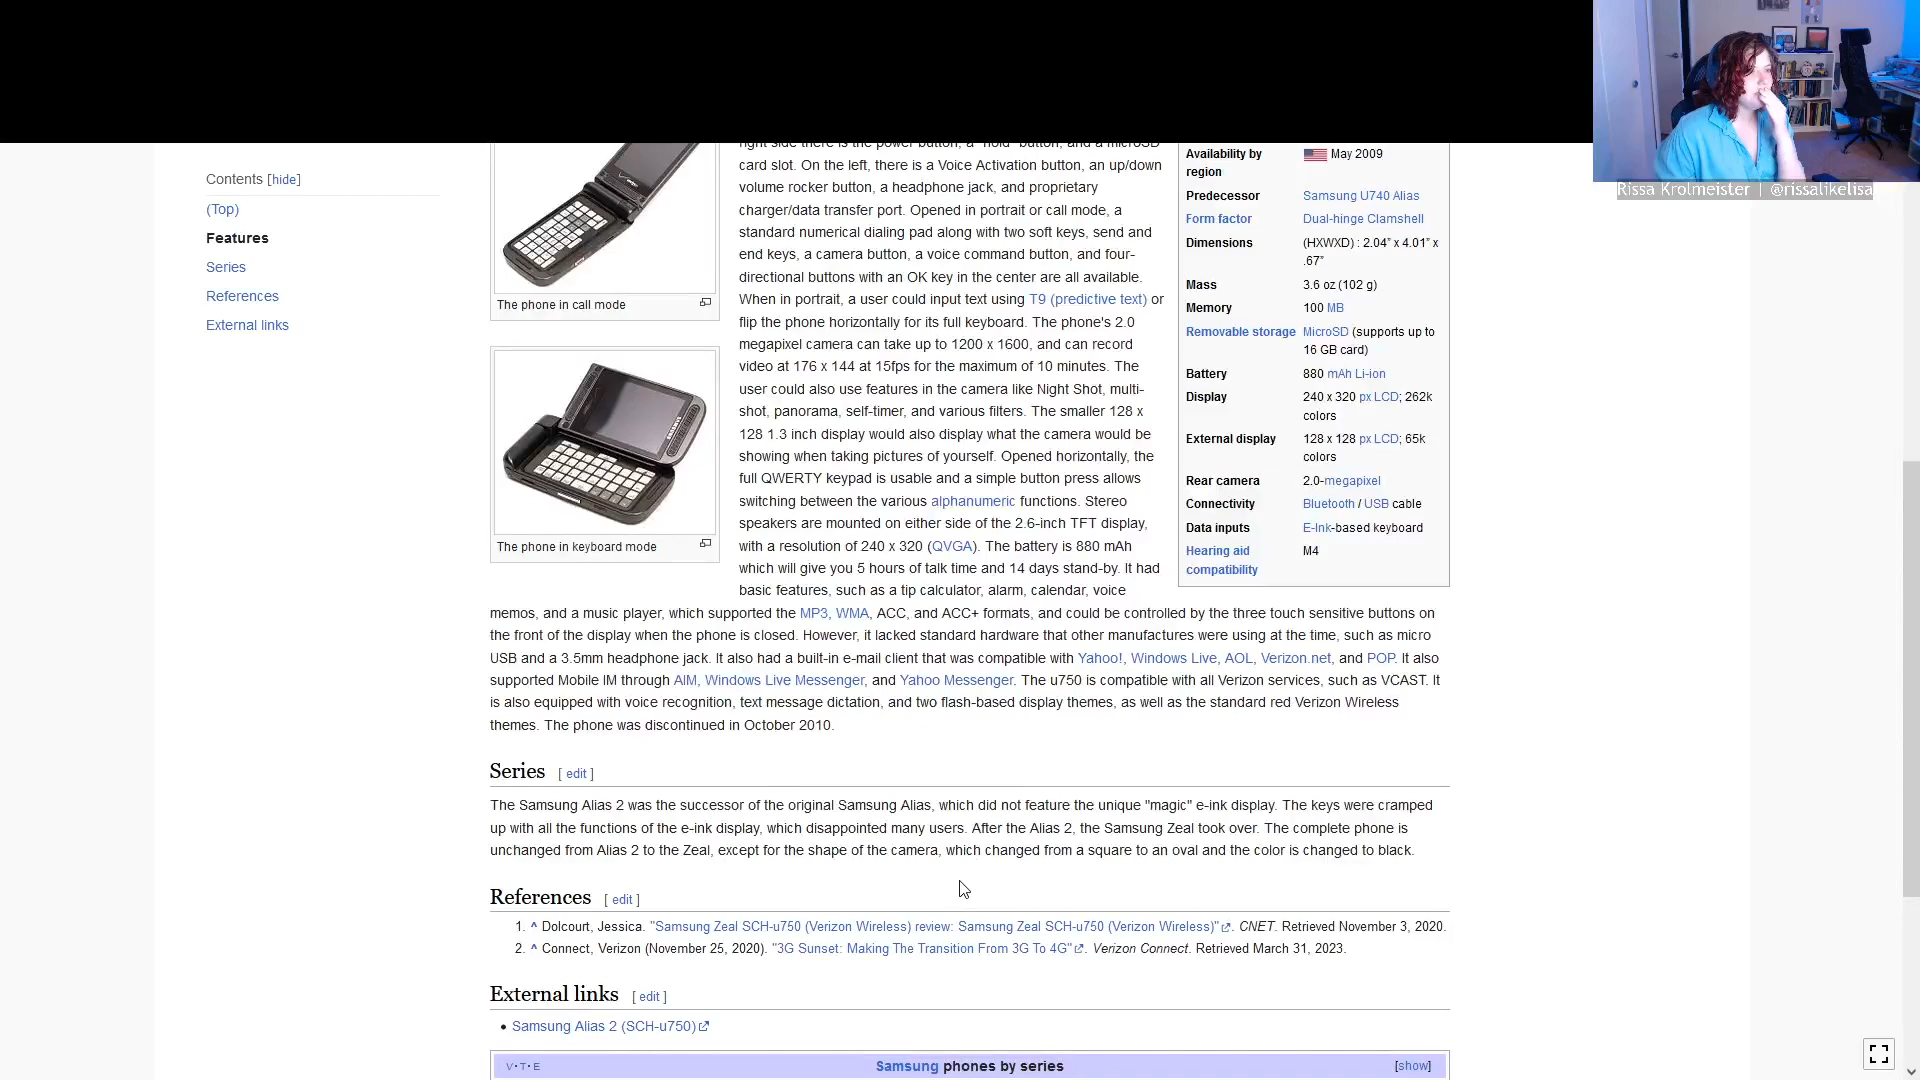 Rissa Krolmeister | @rissalikelisa
Contents [hide]
(Top)
Features
Series
References
External links
The phone in call mode
The phone in keyboard mode
right side there is the power button, a "hold" button, and a microSD
card slot. On the left, there is a Voice Activation button, an up/down
volume rocker button, a headphone jack, and proprietary
charger/data transfer port. Opened in portrait or call mode, a
standard numerical dialing pad along with two soft keys, send and
end keys, a camera button, a voice command button, and four-
directional buttons with an OK key in the center are all available.
When in portrait, a user could input text using T9 (predictive text) or
flip the phone horizontally for its full keyboard. The phone's 2.0
megapixel camera can take up to 1200 x 1600, and can record
video at 176 x 144 at 15fps for the maximum of 10 minutes. The
user could also use features in the camera like Night Shot, multi-
shot, panorama, self-timer, and various filters. The smaller 128 x
128 1.3 inch display would also display what the camera would be
showing when taking pictures of yourself. Opened horizontally, the
full QWERTY keypad is usable and a simple button press allows
switching between the various alphanumeric functions. Stereo
speakers are mounted on either side of the 2.6-inch TFT display,
with a resolution of 240 x 320 (QVGA). The battery is 880 mAh
which will give you 5 hours of talk time and 14 days stand-by. It had
basic features, such as a tip calculator, alarm, calendar, voice
memos, and a music player, which supported the MP3, WMA, ACC, and ACC+ formats, and could be controlled by the three touch sensitive buttons on
the front of the display when the phone is closed. However, it lacked standard hardware that other manufactures were using at the time, such as micro
USB and a 3.5mm headphone jack. It also had a built-in e-mail client that was compatible with Yahoo!, Windows Live, AOL, Verizon.net, and POP. It also
supported Mobile IM through AIM, Windows Live Messenger, and Yahoo Messenger. The u750 is compatible with all Verizon services, such as VCAST. It
is also equipped with voice recognition, text message dictation, and two flash-based display themes, as well as the standard red Verizon Wireless
themes. The phone was discontinued in October 2010.
Availability by region May 2009
Predecessor Samsung U740 Alias
Form factor Dual-hinge Clamshell
Dimensions (HXWXD) : 2.04" x 4.01" x
.67"
Mass 3.6 oz (102 g)
Memory 100 MB
Removable storage MicroSD (supports up to
16 GB card)
Battery 880 mAh Li-ion
Display 240 x 320 px LCD; 262k
colors
External display 128 x 128 px LCD; 65k
colors
Rear camera 2.0-megapixel
Connectivity Bluetooth / USB cable
Data inputs E-Ink-based keyboard
Hearing aid compatibility M4
Series [ edit ]
The Samsung Alias 2 was the successor of the original Samsung Alias, which did not feature the unique "magic" e-ink display. The keys were cramped
up with all the functions of the e-ink display, which disappointed many users. After the Alias 2, the Samsung Zeal took over. The complete phone is
unchanged from Alias 2 to the Zeal, except for the shape of the camera, which changed from a square to an oval and the color is changed to black.
References [ edit ]
1. ^ Dolcourt, Jessica. "Samsung Zeal SCH-u750 (Verizon Wireless) review: Samsung Zeal SCH-u750 (Verizon Wireless)". CNET. Retrieved November 3, 2020.
2. ^ Connect, Verizon (November 25, 2020). "3G Sunset: Making The Transition From 3G To 4G". Verizon Connect. Retrieved March 31, 2023.
External links [ edit ]
• Samsung Alias 2 (SCH-u750)
V·T·E Samsung phones by series [show]